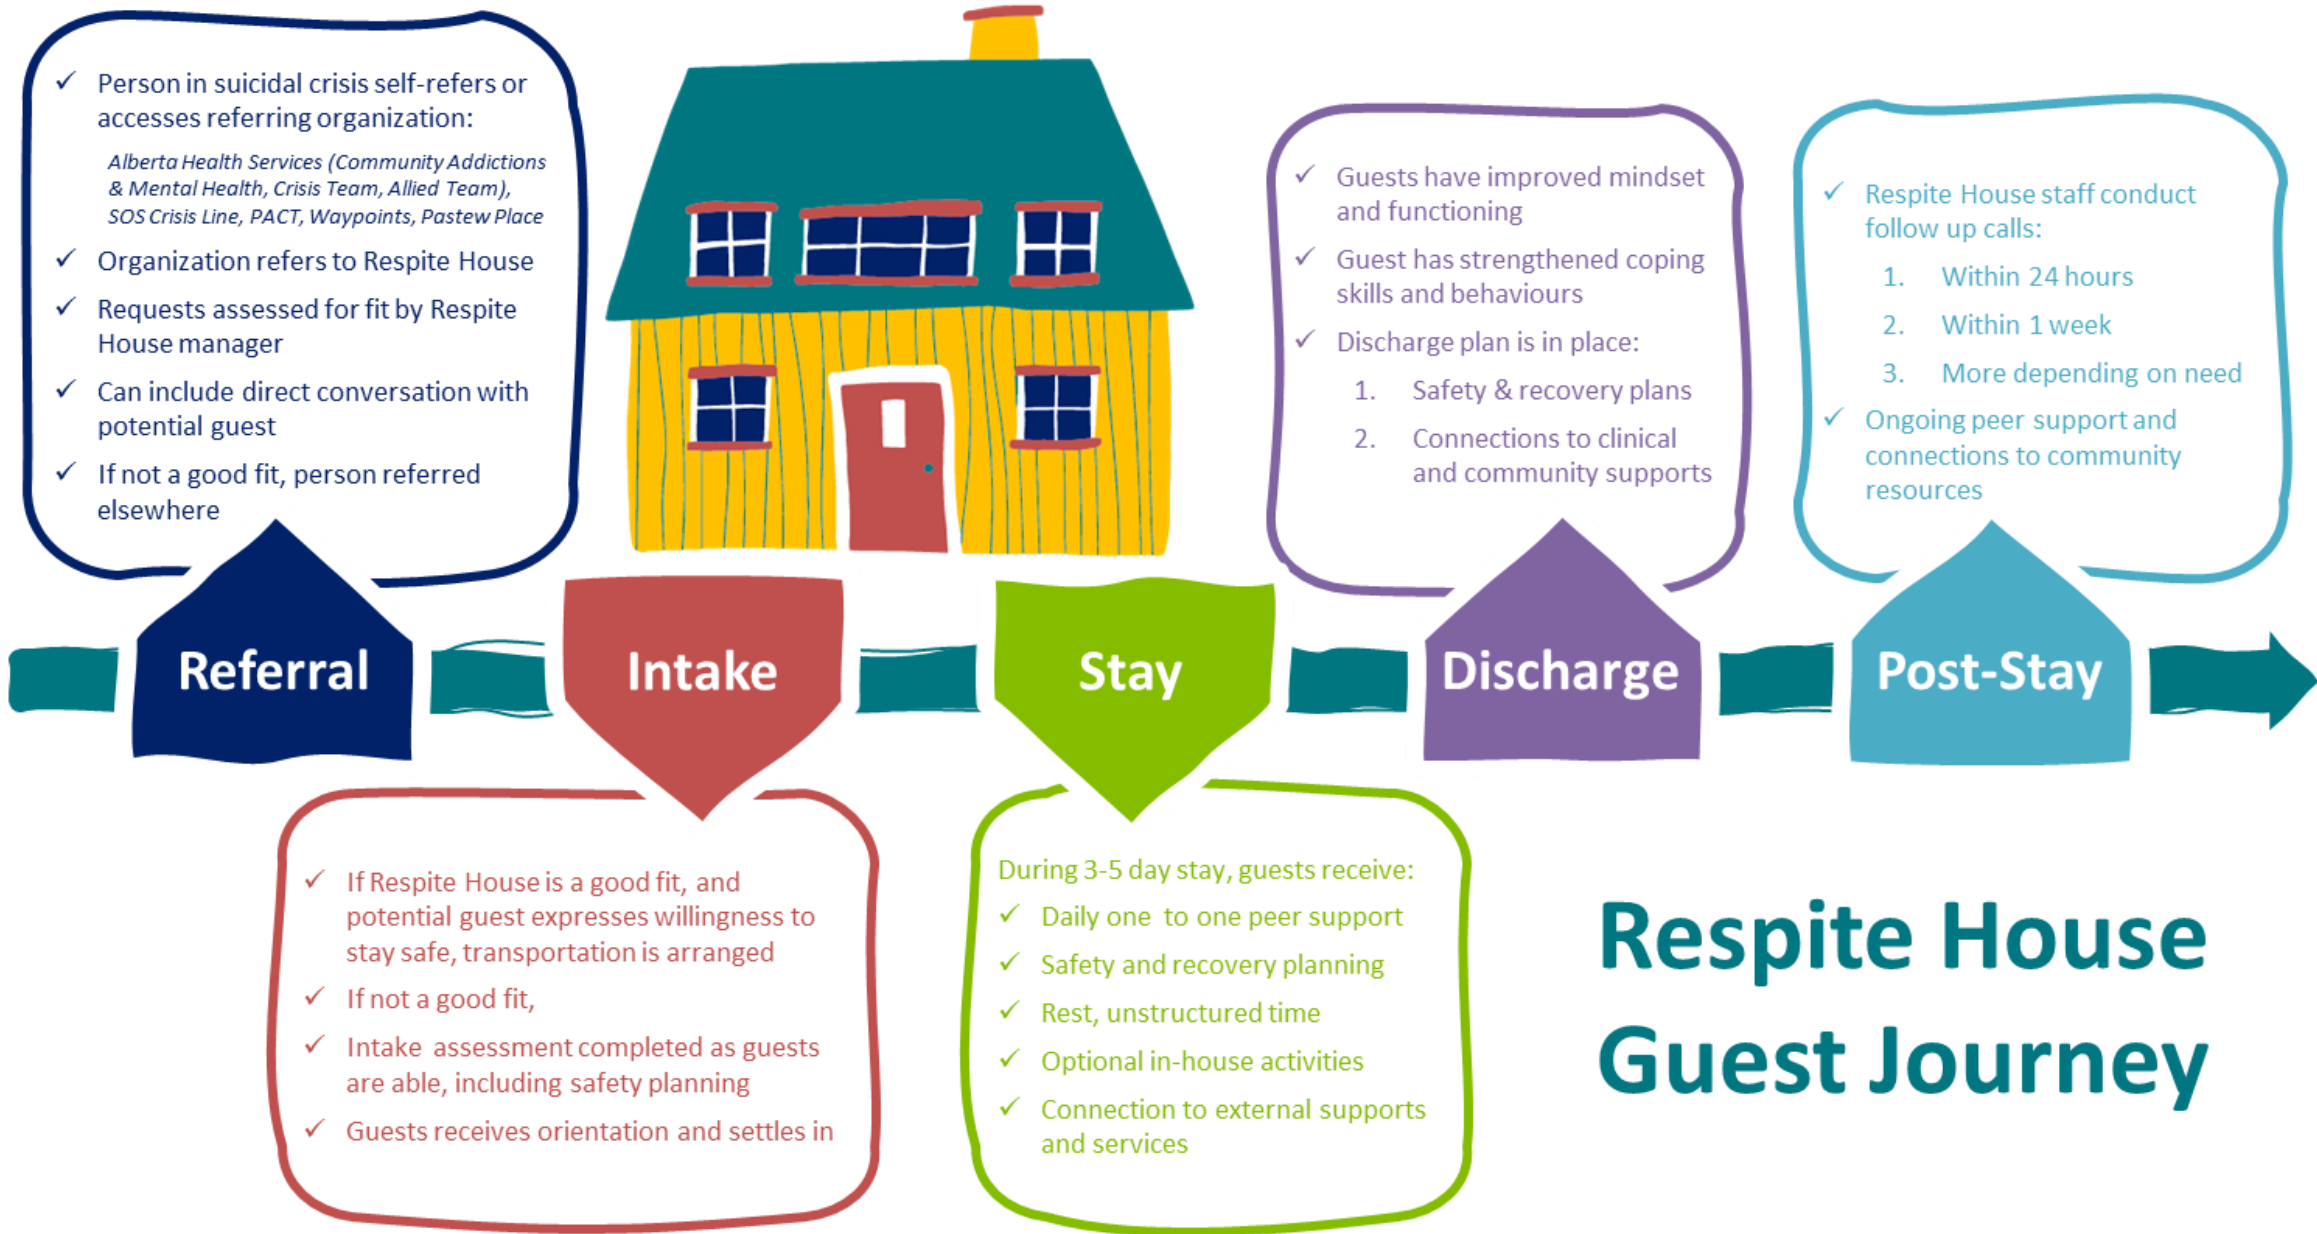 ✓ Person in suicidal crisis self-refers or
accesses referring organization:
Alberta Health Services (Community Addictions
& Mental Health, Crisis Team, Allied Team),
SOS Crisis Line, PACT, Waypoints, Pastew Place
✓ Organization refers to Respite House
✓ Requests assessed for fit by Respite
House manager
✓ Can include direct conversation with
potential guest
✓ If not a good fit, person referred
elsewhere
Referral
Intake
✓ If Respite House is a good fit, and
potential guest expresses willingness to
stay safe, transportation is arranged
✓ If not a good fit,
✓ Intake assessment completed as guests
are able, including safety planning
✓ Guests receives orientation and settles in
Stay
During 3-5 day stay, guests receive:
✓ Daily one to one peer support
✓ Safety and recovery planning
✓ Rest, unstructured time
✓ Optional in-house activities
✓ Connection to external supports
and services
✓ Guests have improved mindset
and functioning
✓ Guest has strengthened coping
skills and behaviours
✓ Discharge plan is in place:
1. Safety & recovery plans
2. Connections to clinical
and community supports
Discharge
✓ Respite House staff conduct
follow up calls:
1. Within 24 hours
2. Within 1 week
3. More depending on need
✓ Ongoing peer support and
connections to community
resources
Post-Stay
Respite House
Guest Journey